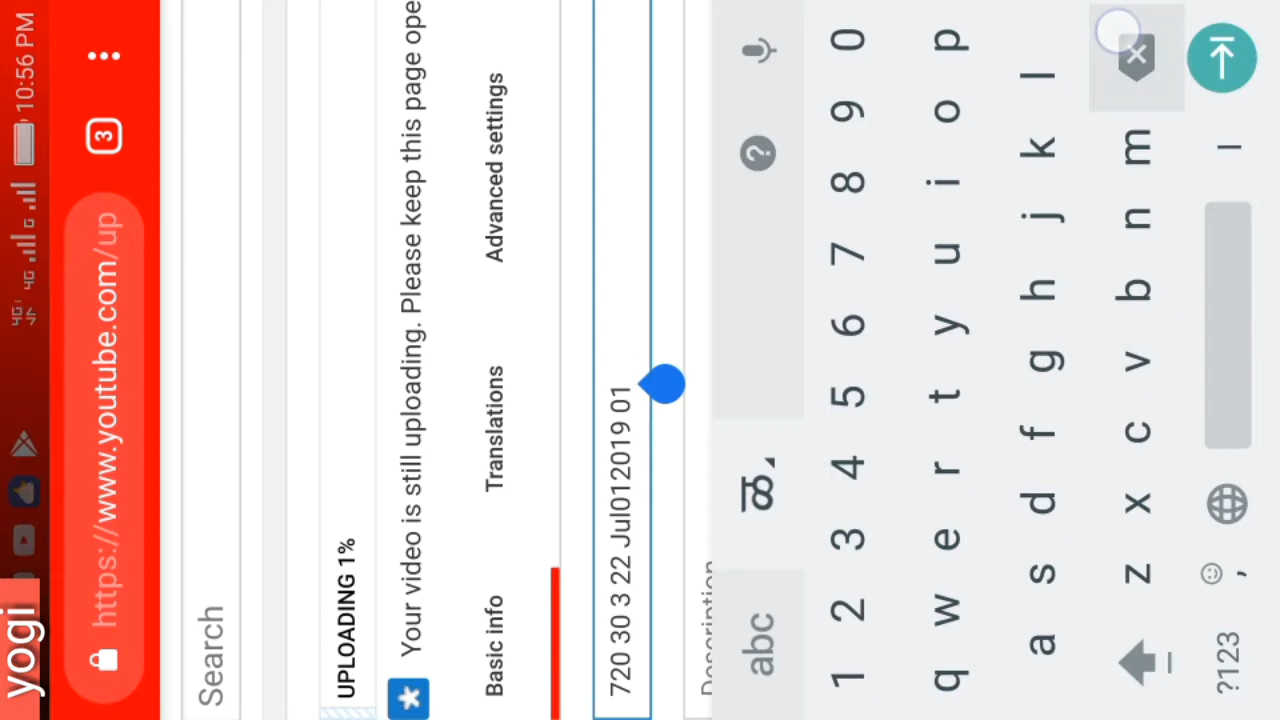 yogi
10:56 PM
https://www.youtube.com/up
3
Search
UPLOADING 1%
Your video is still uploading. Please keep this page ope
Basic info Translations Advanced settings
720 30 3 22 Jul012019 01
Description
abc ?
1 2 3 4 5 6 7 8 9 0
q w e r t y u i o p
a s d f g h j k l
z x c v b n m
?123 ,